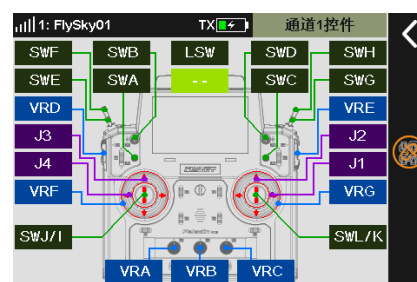 1: FlySky01 TX 通道1控件
SWF SWB LSW SWD SWH
SWE SWA -- SWC SWG
VRD VRE
J3 J2
J4 J1
VRF VRG
SWJ/I SWL/K
VRA VRB VRC